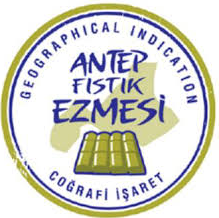 GEOGRAPHICAL INDICATION
ANTEP
FISTIK
EZMESİ
COĞRAFİ İŞARET